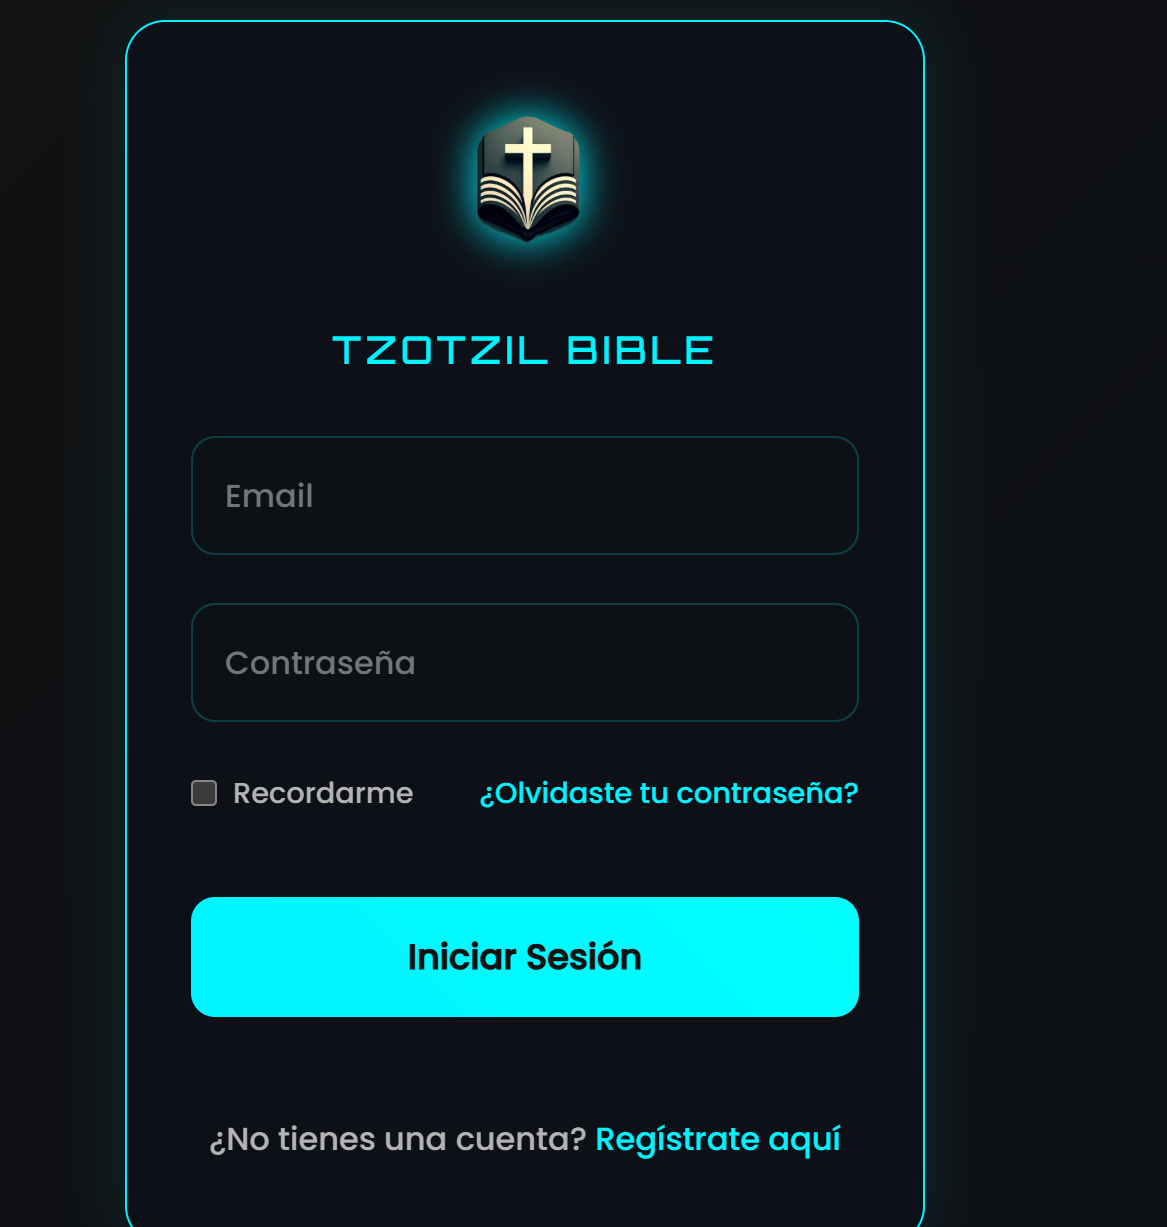 TZOTZIL BIBLE
Email
Contraseña
Recordarme ¿Olvidaste tu contraseña?
Iniciar Sesión
¿No tienes una cuenta? Regístrate aquí